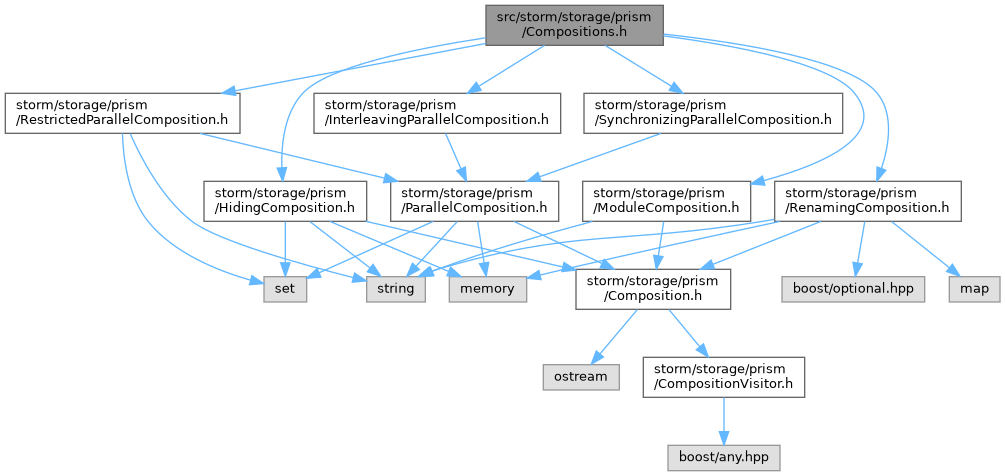 src/storm/storage/prism
/Compositions.h
storm/storage/prism
/RestrictedParallelComposition.h
storm/storage/prism
/InterleavingParallelComposition.h
storm/storage/prism
/SynchronizingParallelComposition.h
storm/storage/prism
/HidingComposition.h
storm/storage/prism
/ParallelComposition.h
storm/storage/prism
/ModuleComposition.h
storm/storage/prism
/RenamingComposition.h
set
string
memory
storm/storage/prism
/Composition.h
boost/optional.hpp
map
ostream
storm/storage/prism
/CompositionVisitor.h
boost/any.hpp